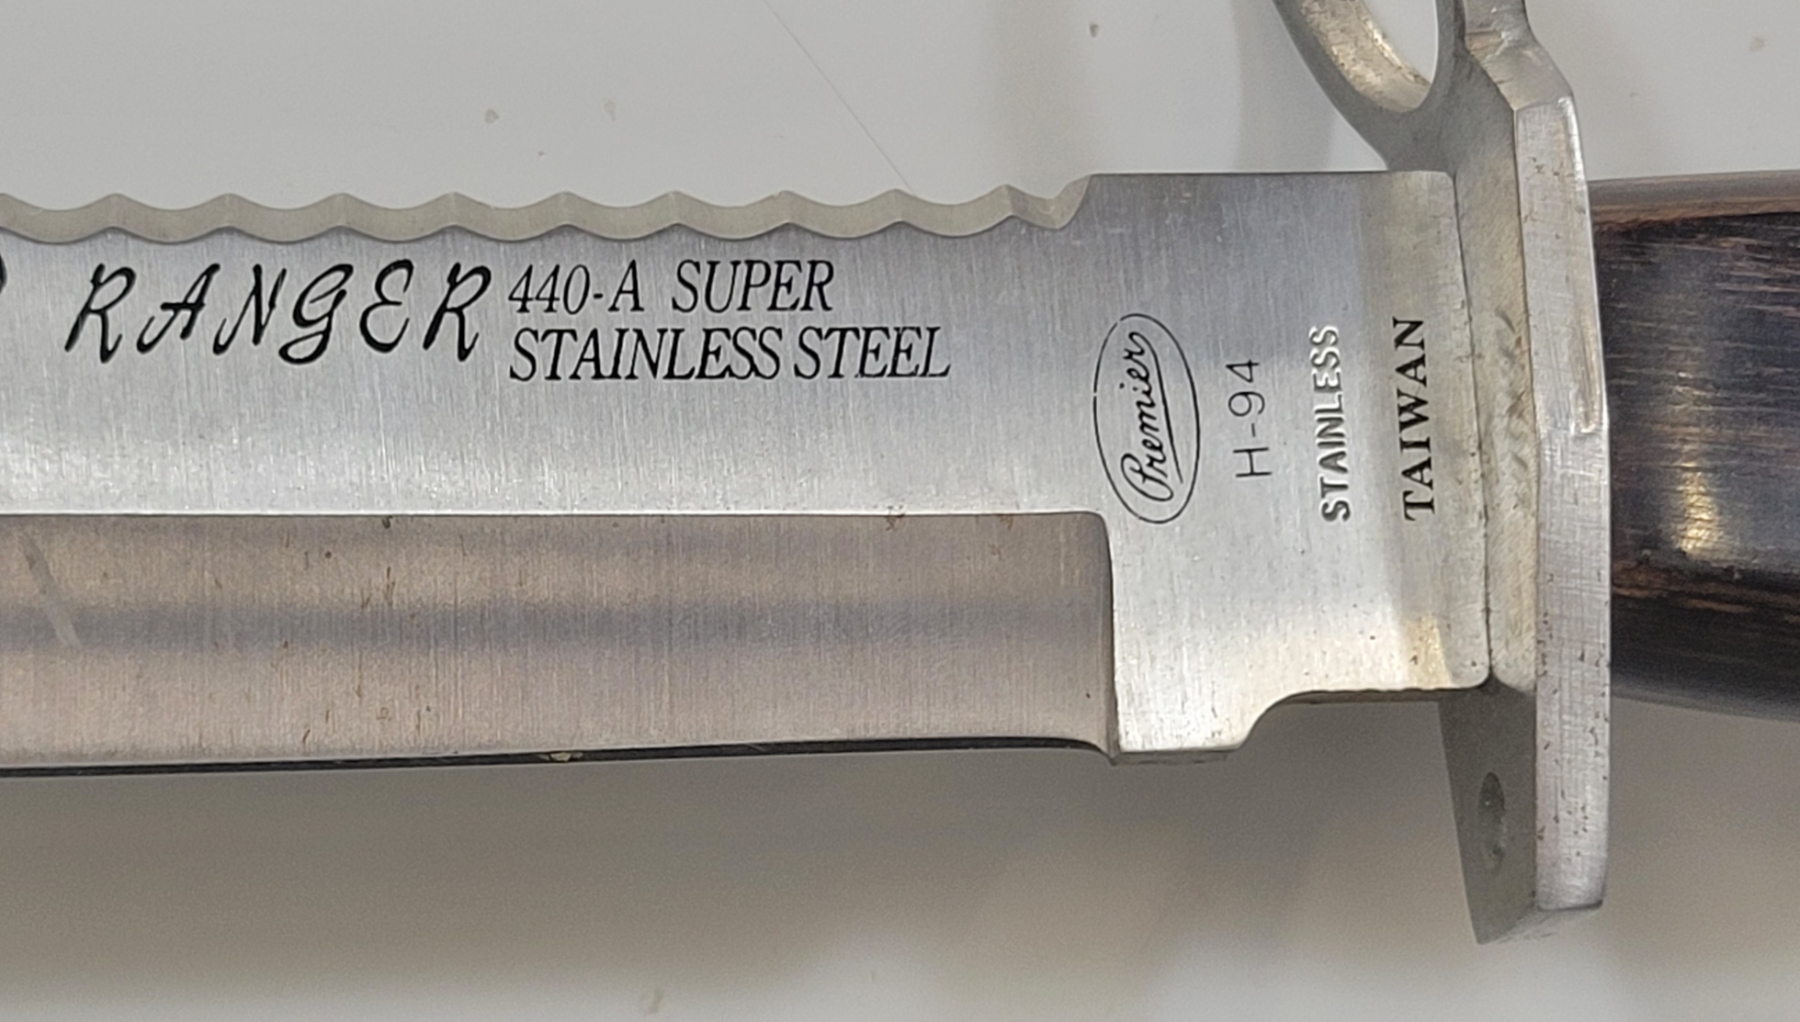 RANGER 440-A SUPER
STAINLESS STEEL
Premier
H-94
STAINLESS
TAIWAN